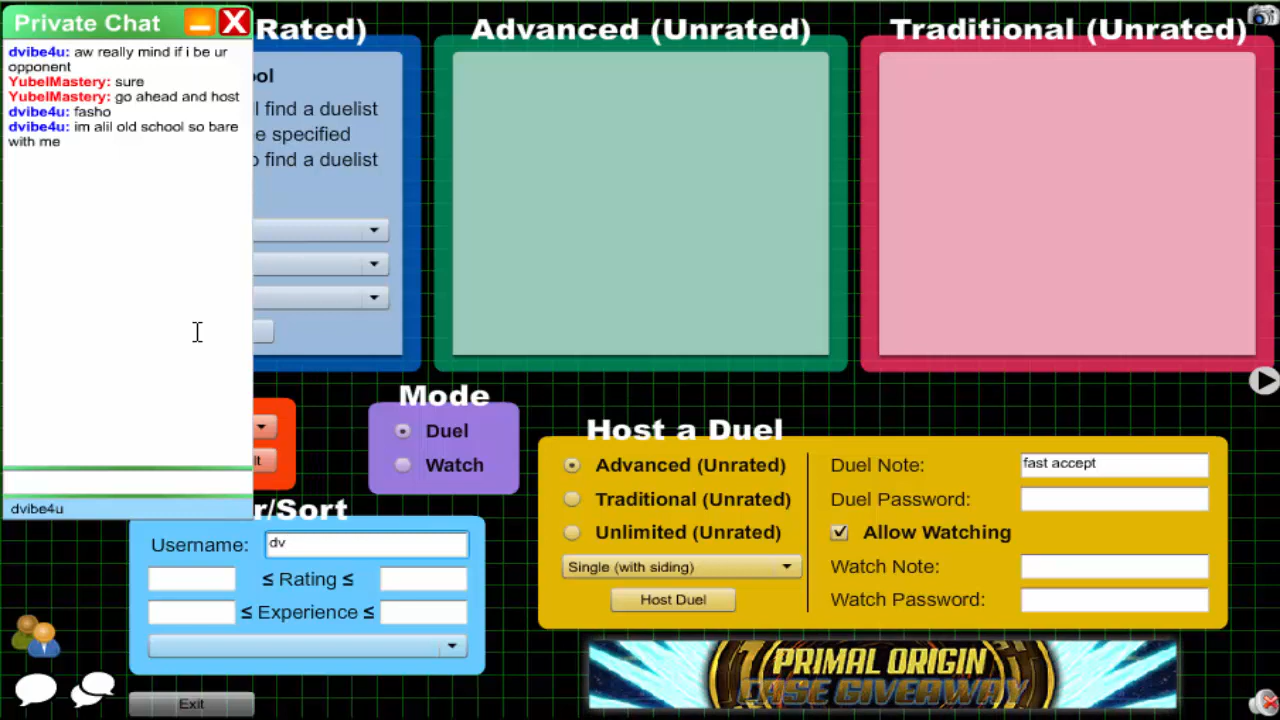 Private Chat
X
dvibe4u: aw really mind if i be ur
opponent
YubelMastery: sure
YubelMastery: go ahead and host
dvibe4u: fasho
dvibe4u: im alil old school so bare
with me
dvibe4u
Rated)
ool
l find a duelist
e specified
o find a duelist
Advanced (Unrated)
Traditional (Unrated)
lt
Mode
Duel
Watch
r/Sort
Username: dv
≤ Rating ≤
≤ Experience ≤
Host a Duel
Advanced (Unrated)
Traditional (Unrated)
Unlimited (Unrated)
Single (with siding)
Host Duel
Duel Note: fast accept
Duel Password:
Allow Watching
Watch Note:
Watch Password:
PRIMAL ORIGIN
CASE GIVEAWAY
Exit